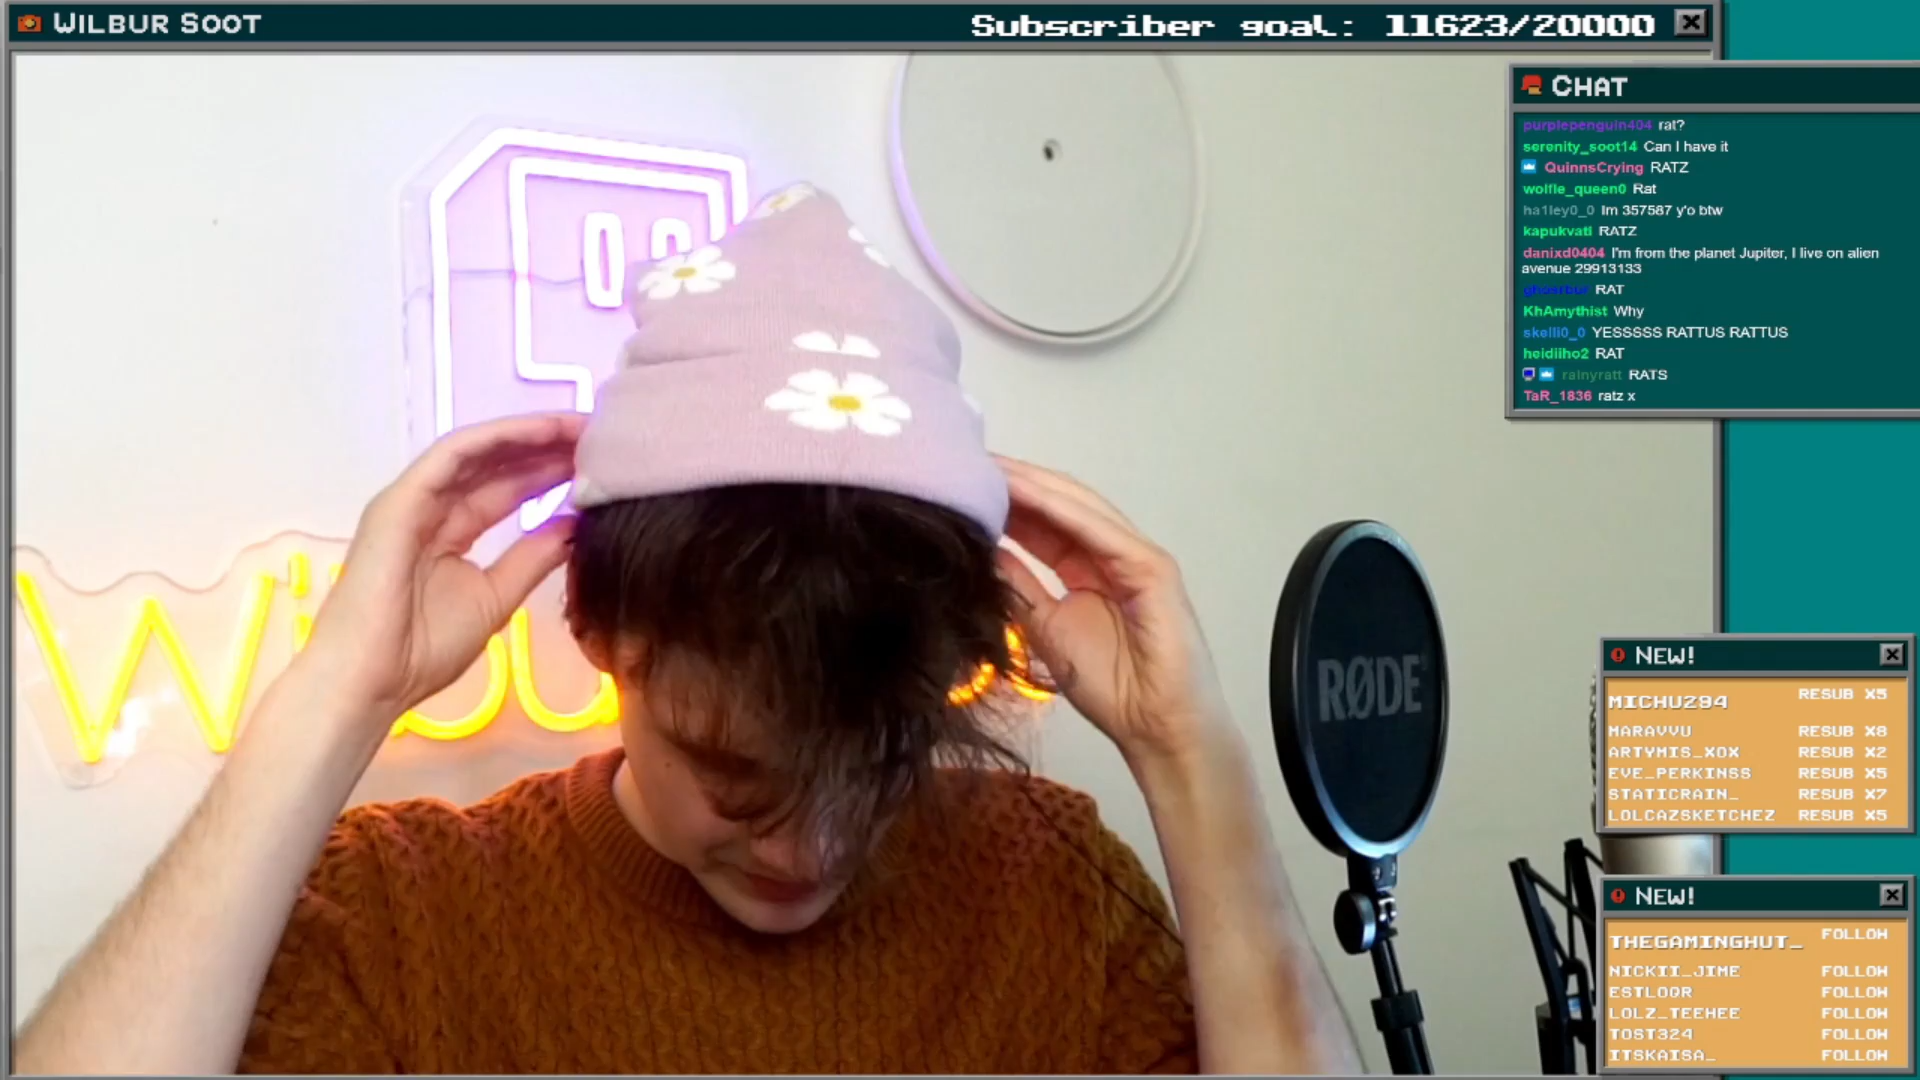 WILBUR SOOT
Subscriber goal: 11623/20000
CHAT
purplepenguin404 rat?
serenity_soot14 Can I have it
QuinnsCrying RATZ
wolfie_queen0 Rat
ha1ley0_0 Im 357587 y'o btw
kapukvati RATZ
danixd0404 I'm from the planet Jupiter, I live on alien
avenue 29913133
RAT
KhAmythist Why
skelli0_0 YESSSSS RATTUS RATTUS
heidiiho2 RAT
rainyratt RATS
TaR_1836 ratz x
Wilbu
RØDE
NEW!
MICHU294 RESUB X5
MARAVVU RESUB X8
ARTYMIS_XOX RESUB X2
EVE_PERKINSS RESUB X5
STATICRAIN_ RESUB X7
LOLCAZSKETCHEZ RESUB X5
NEW!
THEGAMINGHUT_ FOLLOW
NICKII_JIME FOLLOW
ESTLOQR FOLLOW
LOLZ_TEEHEE FOLLOW
TOST324 FOLLOW
ITSKAISA_ FOLLOW